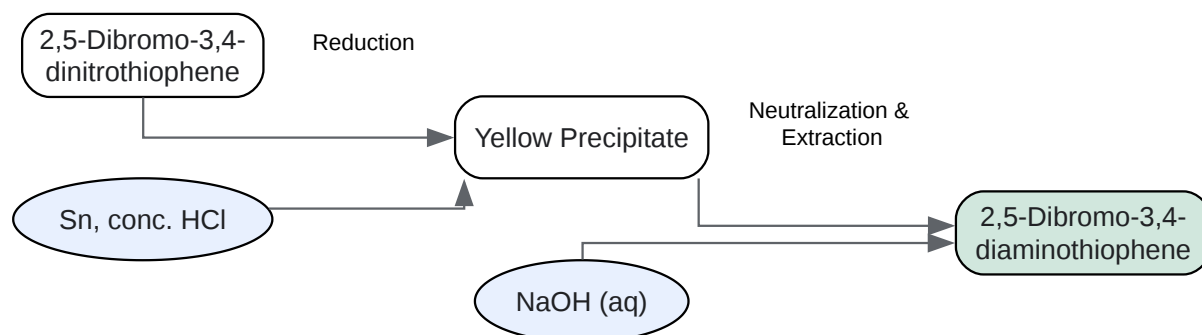 2,5-Dibromo-3,4-
dinitrothiophene
Reduction
Yellow Precipitate
Neutralization &
Extraction
Sn, conc. HCl
2,5-Dibromo-3,4-
diaminothiophene
NaOH (aq)